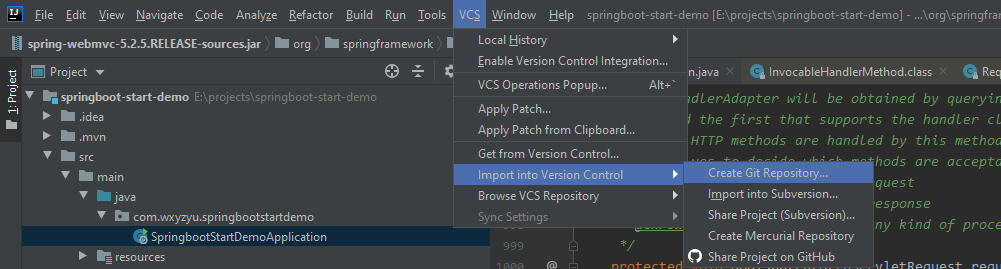 File Edit View Navigate Code Analyze Refactor Build Run Tools VCS Window Help springboot-start-demo [E:\projects\springboot-start-demo] - ...\org\springfram
spring-webmvc-5.2.5.RELEASE-sources.jar org springframework
Local History
Enable Version Control Integration...
VCS Operations Popup... Alt+`
Apply Patch...
Apply Patch from Clipboard...
Get from Version Control...
Import into Version Control
Browse VCS Repository
Sync Settings
Create Git Repository...
Import into Subversion...
Share Project (Subversion)...
Create Mercurial Repository
Share Project on GitHub
1: Project
Project
springboot-start-demo E:\projects\springboot-start-demo
.idea
.mvn
src
main
java
com.wxyzyu.springbootstartdemo
SpringbootStartDemoApplication
resources
n.java InvocableHandlerMethod.class Requ
ndlerAdapter will be obtained by queryin
d the first that supports the handler cl
HTTP methods are handled by this method
ves to decide which methods are accepta
quest
esponse
ny kind of proce
999 */
1000 @ protected void
vletRequest requ